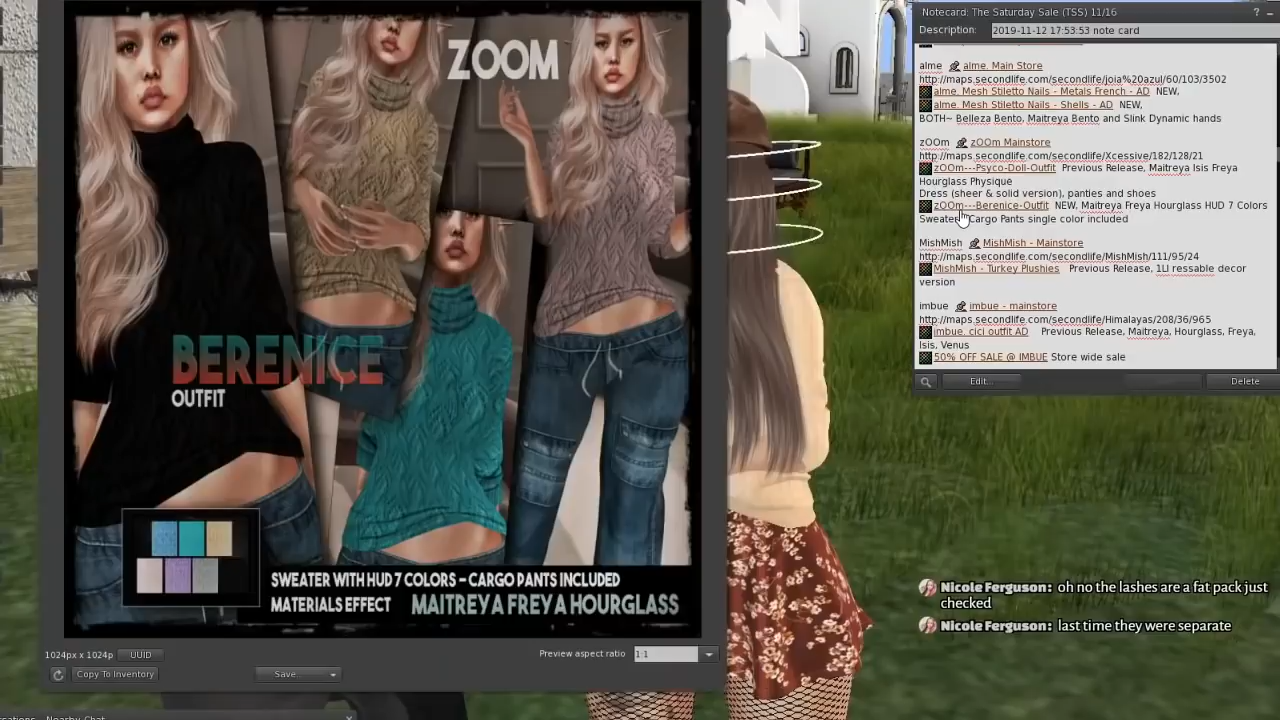 ZOOM
BERENICE
OUTFIT
SWEATER WITH HUD 7 COLORS - CARGO PANTS INCLUDED
MATERIALS EFFECT MAITREYA FREYA HOURGLASS
1024px x 1024p UUID
Preview aspect ratio 1:1
Copy To Inventory
Save...
Nearby Chat
Notecard: The Saturday Sale (TSS) 11/16
Description: 2019-11-12 17:53:53 note card
alme alme. Main Store
http://maps.secondlife.com/secondlife/joia%20azul/60/103/3502
alme. Mesh Stiletto Nails - Metals French - AD NEW,
alme. Mesh Stiletto Nails - Shells - AD NEW,
BOTH~ Belleza Bento, Maitreya Bento and Slink Dynamic hands
zOOm zOOm Mainstore
http://maps.secondlife.com/secondlife/Xcessive/182/128/21
zOOm---Psyco-Doll-Outfit Previous Release, Maitreya Isis Freya
Hourglass Physique
Dress (sheer & solid version), panties and shoes
zOOm---Berenice-Outfit NEW, Maitreya Freya Hourglass HUD 7 Colors
Sweater, Cargo Pants single color included
MishMish MishMish - Mainstore
http://maps.secondlife.com/secondlife/MishMish/111/95/24
MishMish - Turkey Plushies Previous Release, 1LI ressable decor
version
imbue imbue - mainstore
http://maps.secondlife.com/secondlife/Himalayas/208/36/965
imbue. cici outfit AD Previous Release, Maitreya, Hourglass, Freya,
Isis, Venus
50% OFF SALE @ IMBUE Store wide sale
Edit...
Delete
Nicole Ferguson: oh no the lashes are a fat pack just
checked
Nicole Ferguson: last time they were separate